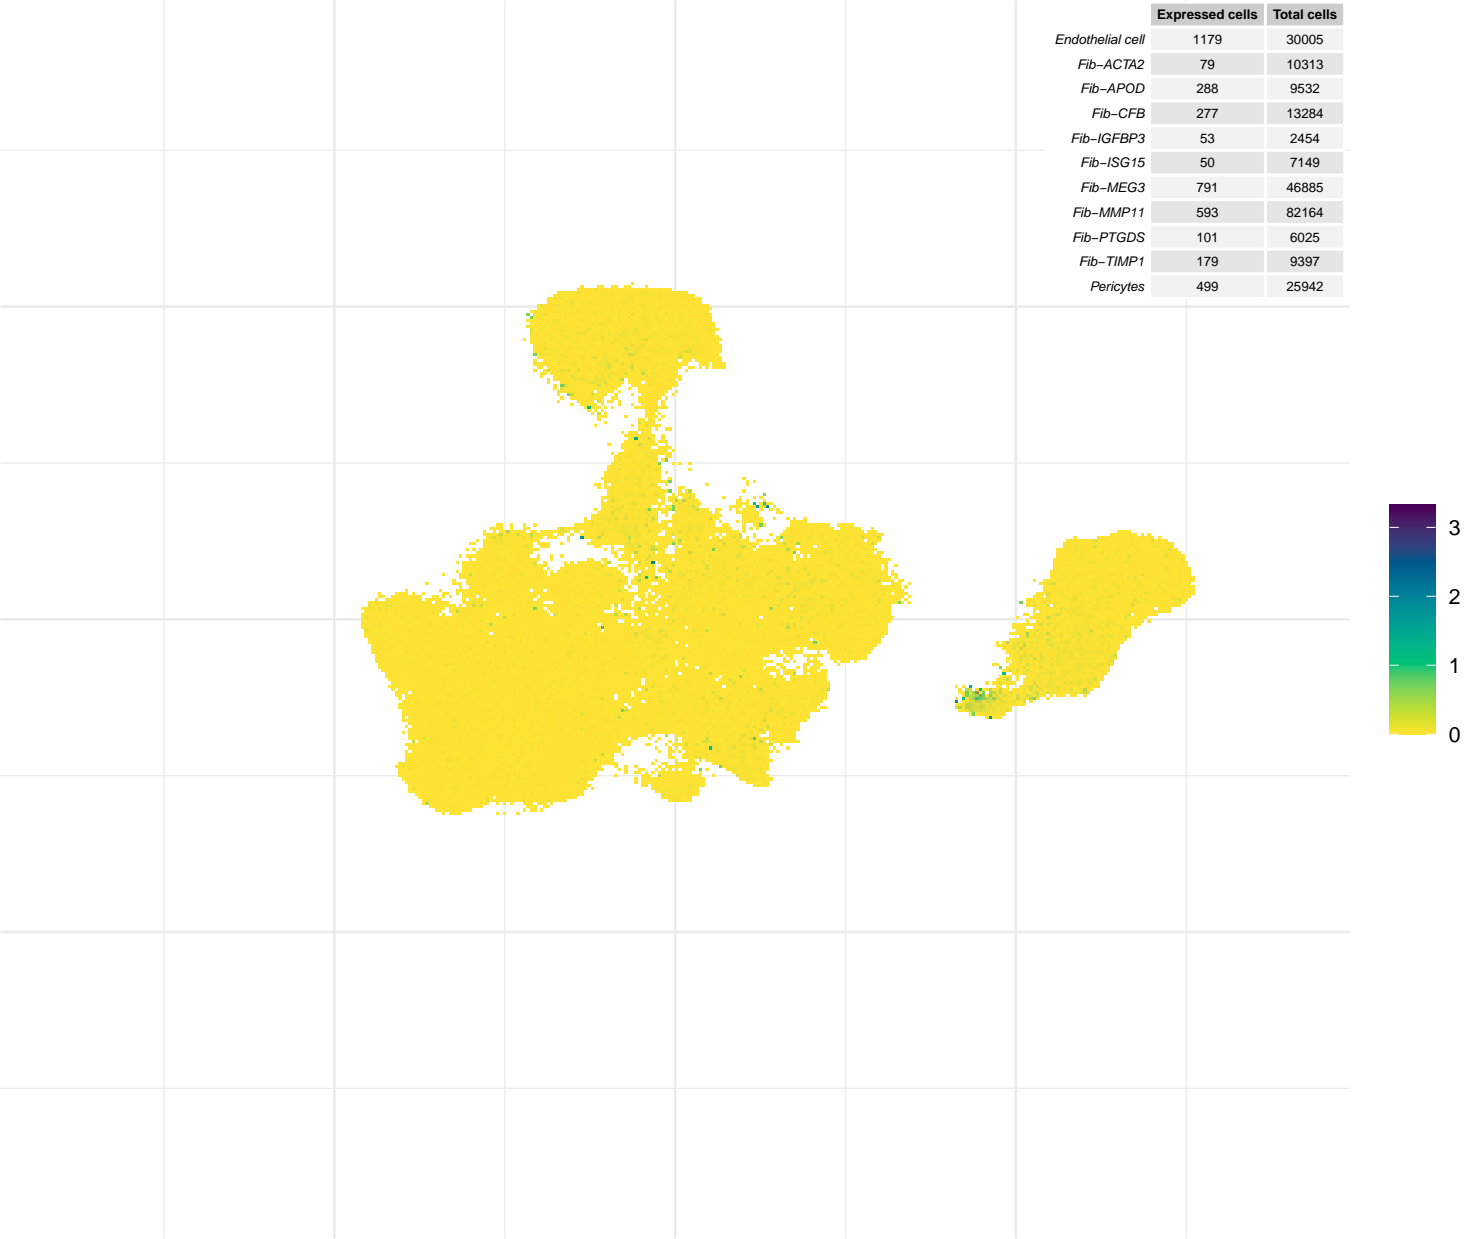 Expressed cells Total cells
Endothelial cell 1179 30005
Fib−ACTA2 79 10313
Fib−APOD 288 9532
Fib−CFB 277 13284
Fib−IGFBP3 53 2454
Fib−ISG15 50 7149
Fib−MEG3 791 46885
Fib−MMP11 593 82164
Fib−PTGDS 101 6025
Fib−TIMP1 179 9397
Pericytes 499 25942
3
2
1
0